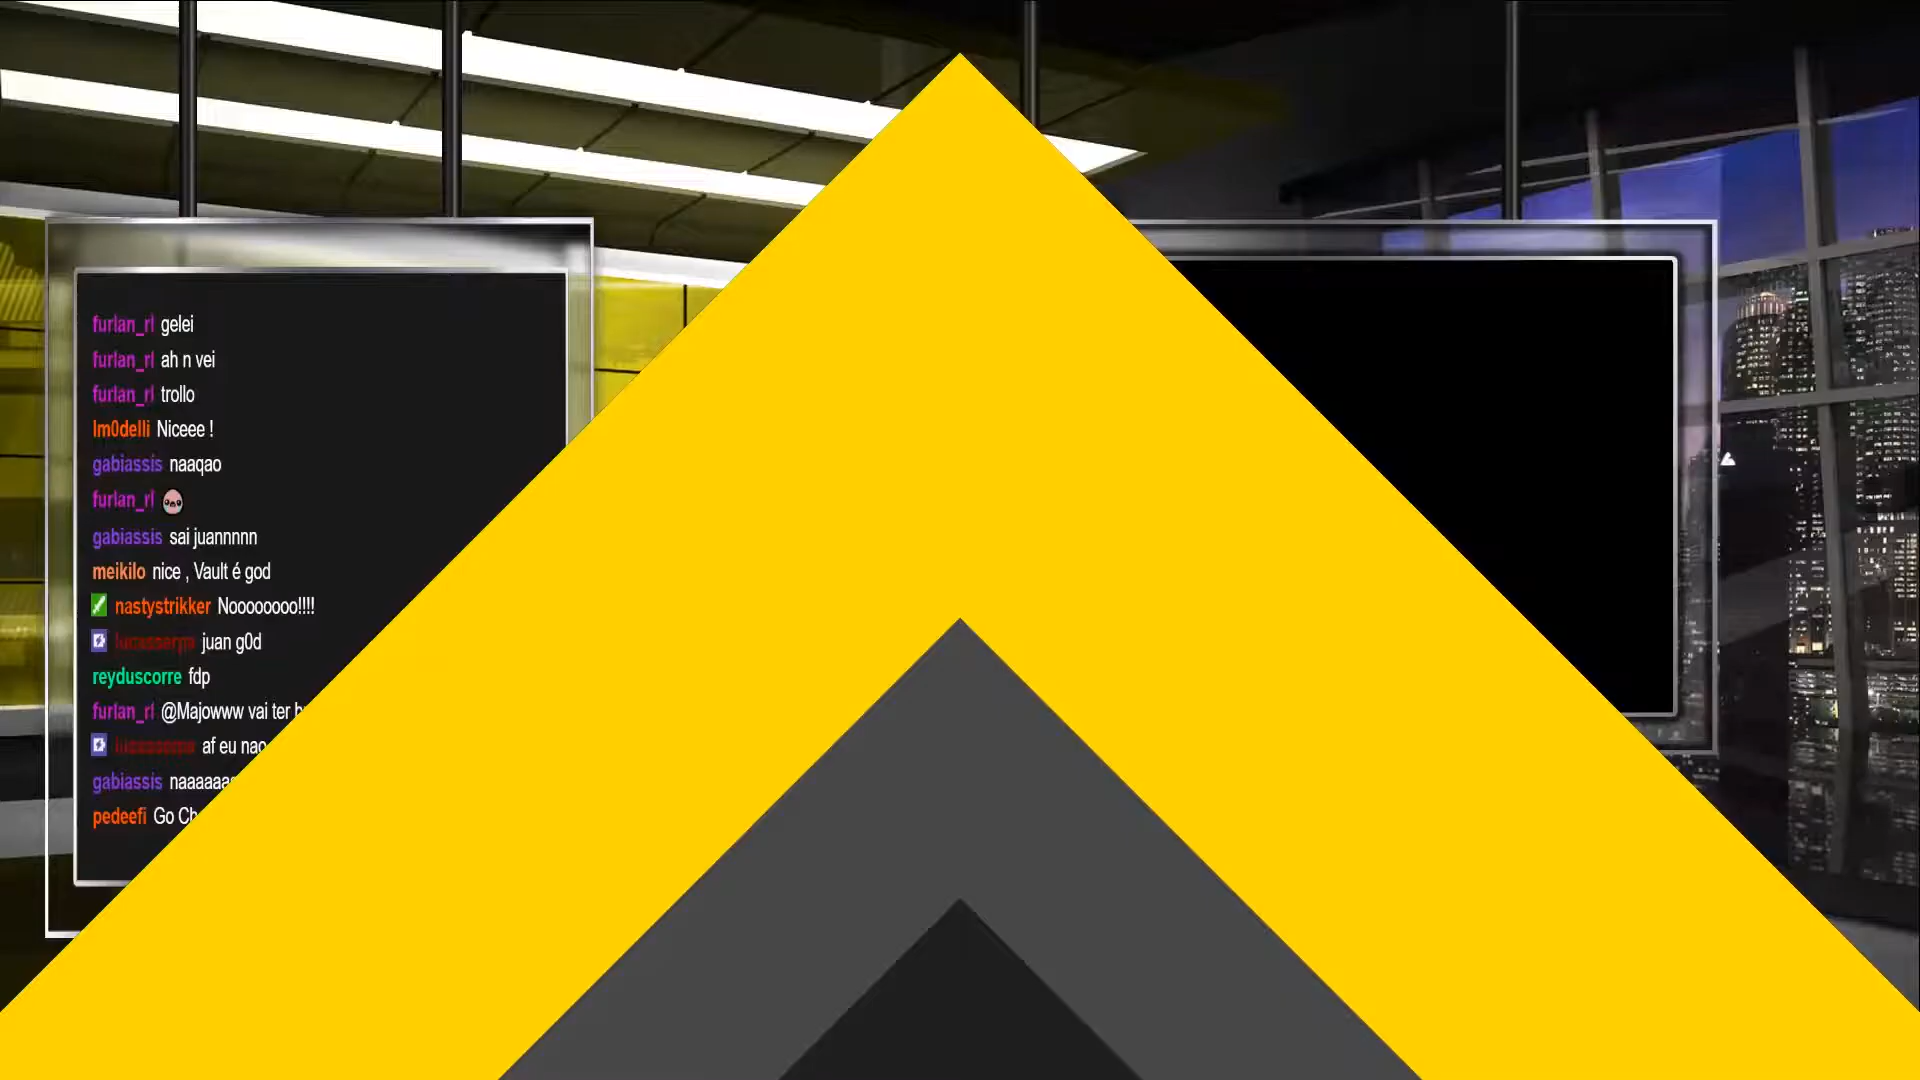 furlan_rl gelei
furlan_rl ah n vei
furlan_rl trollo
lm0delli Niceee !
gabiassis naaqao
furlan_rl
gabiassis sai juannnnn
meikilo nice , Vault é god
nastystrikker Noooooooo!!!!
juan g0d
reyduscorre fdp
furlan_rl @Majowww vai ter
af eu nao
gabiassis naaaaaa
pedeefi Go